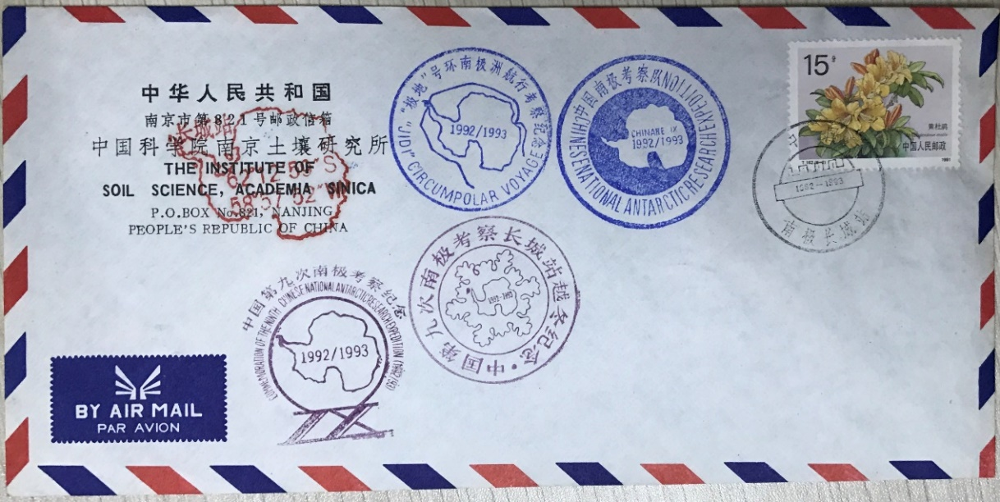 中华人民共和国
南京市第821号邮政信箱
中国科学院南京土壤研究所
THE INSTITUTE OF
SOIL SCIENCE, ACADEMIA SINICA
P.O.BOX No.821, NANJING
PEOPLE'S REPUBLIC OF CHINA
长城站
62°12'59"S
58°57'52"W
"极地"号环南极洲航行考察纪念
1992/1993
"JIDI" CIRCUMPOLAR VOYAGE
中国南极考察队
CHINARE IX
1992/1993
CHINESE NATIONAL ANTARCTIC RESEARCH EXPEDITION
15分
黄杜鹃
中国人民邮政
1991
1992-1993
南极长城站
中国第九次南极考察长城站越冬纪念
1992-1993
中国第九次南极考察纪念
COMMEMORATION OF THE NINTH CHINESE NATIONAL ANTARCTIC RESEARCH EXPEDITION (1992/93)
1992/1993
BY AIR MAIL
PAR AVION